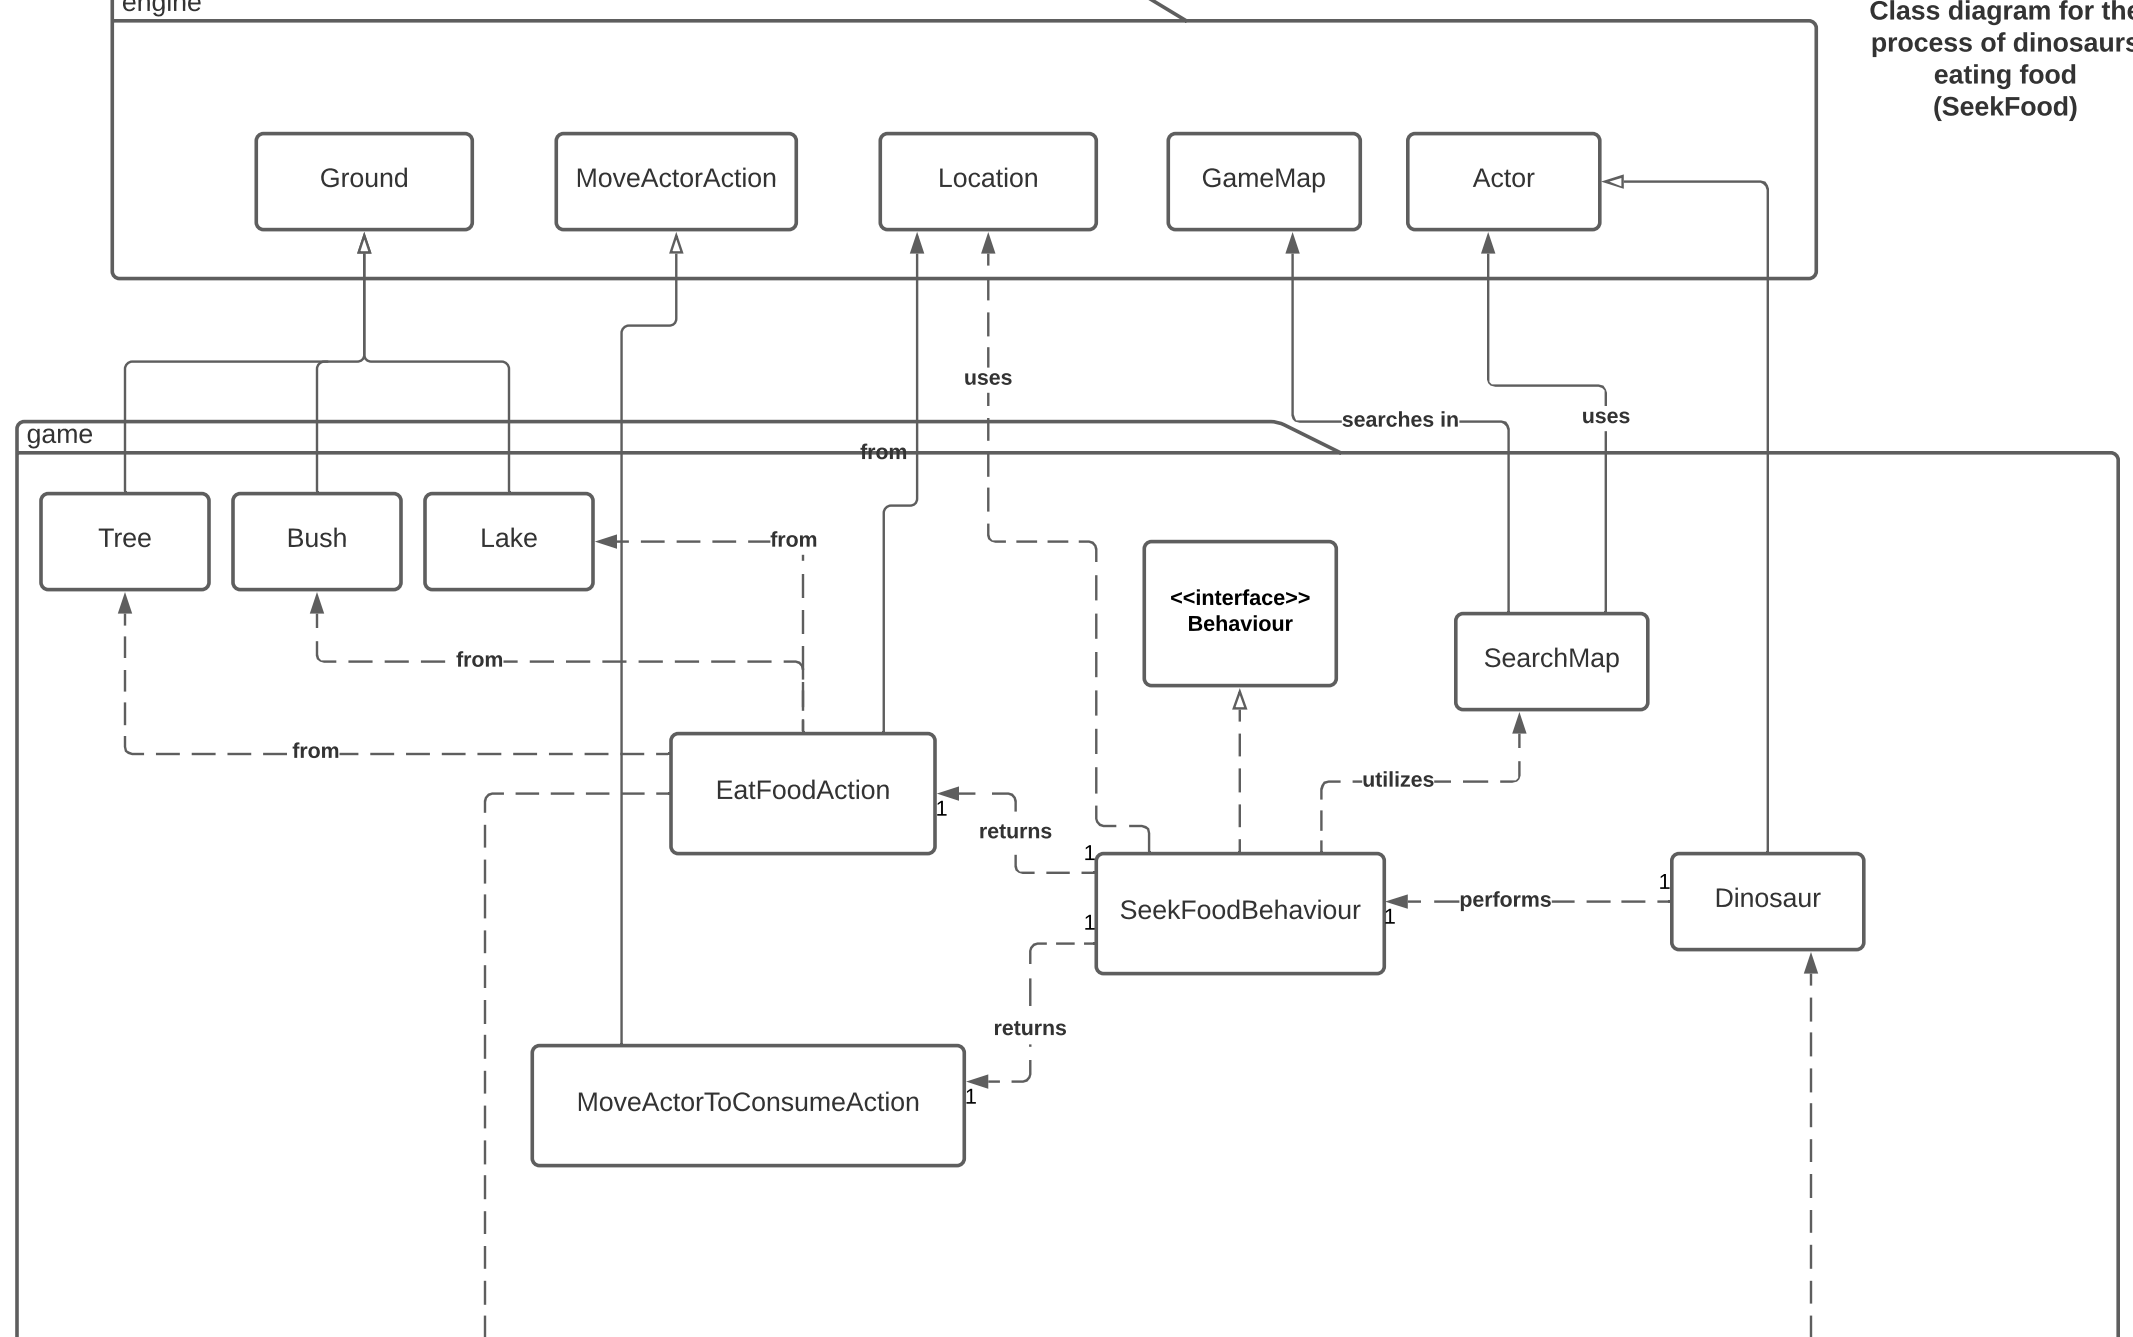 engine
Class diagram for the
process of dinosaurs
eating food
(SeekFood)
Ground
MoveActorAction
Location
GameMap
Actor
uses
searches in
uses
game
from
Tree
Bush
Lake
from
<<interface>>
Behaviour
SearchMap
from
from
EatFoodAction
utilizes
1
returns
1
1
Dinosaur
performs
SeekFoodBehaviour
1
1
returns
MoveActorToConsumeAction
1